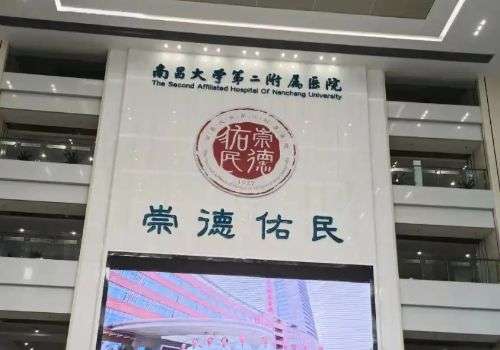 南昌大学第二附属医院
The Second Affiliated Hospital Of Nanchang University
崇德
佑民
1937
崇德佑民